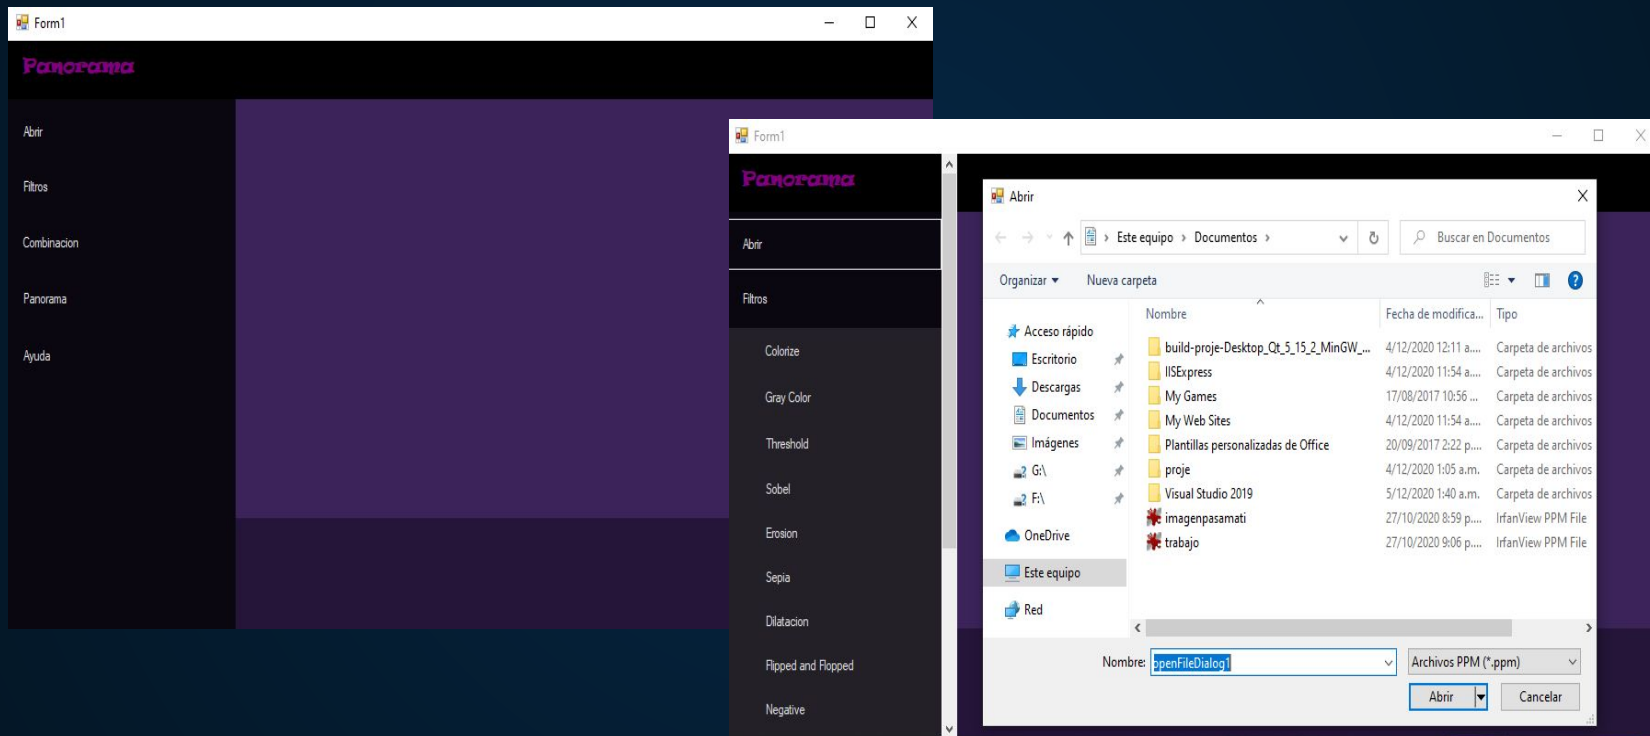 Form1
Panorama
Abrir
Filtros
Combinacion
Panorama
Ayuda
Form1
Panorama
Abrir
Filtros
Colorize
Gray Color
Threshold
Sobel
Erosion
Sepia
Dilatacion
Flipped and Flopped
Negative
Abrir
Este equipo › Documentos ›
Buscar en Documentos
Organizar
Nueva carpeta
Nombre Fecha de modifica... Tipo
Acceso rápido
Escritorio
Descargas
Documentos
Imágenes
G:\
F:\
OneDrive
Este equipo
Red
build-proje-Desktop_Qt_5_15_2_MinGW_... 4/12/2020 12:11 a.... Carpeta de archivos
IISExpress 4/12/2020 11:54 a.... Carpeta de archivos
My Games 17/08/2017 10:56 ... Carpeta de archivos
My Web Sites 4/12/2020 11:54 a.... Carpeta de archivos
Plantillas personalizadas de Office 20/09/2017 2:22 p.... Carpeta de archivos
proje 4/12/2020 1:05 a.m. Carpeta de archivos
Visual Studio 2019 5/12/2020 1:40 a.m. Carpeta de archivos
imagenpasamati 27/10/2020 8:59 p.... IrfanView PPM File
trabajo 27/10/2020 9:06 p.... IrfanView PPM File
Nombre: openFileDialog1
Archivos PPM (*.ppm)
Abrir
Cancelar